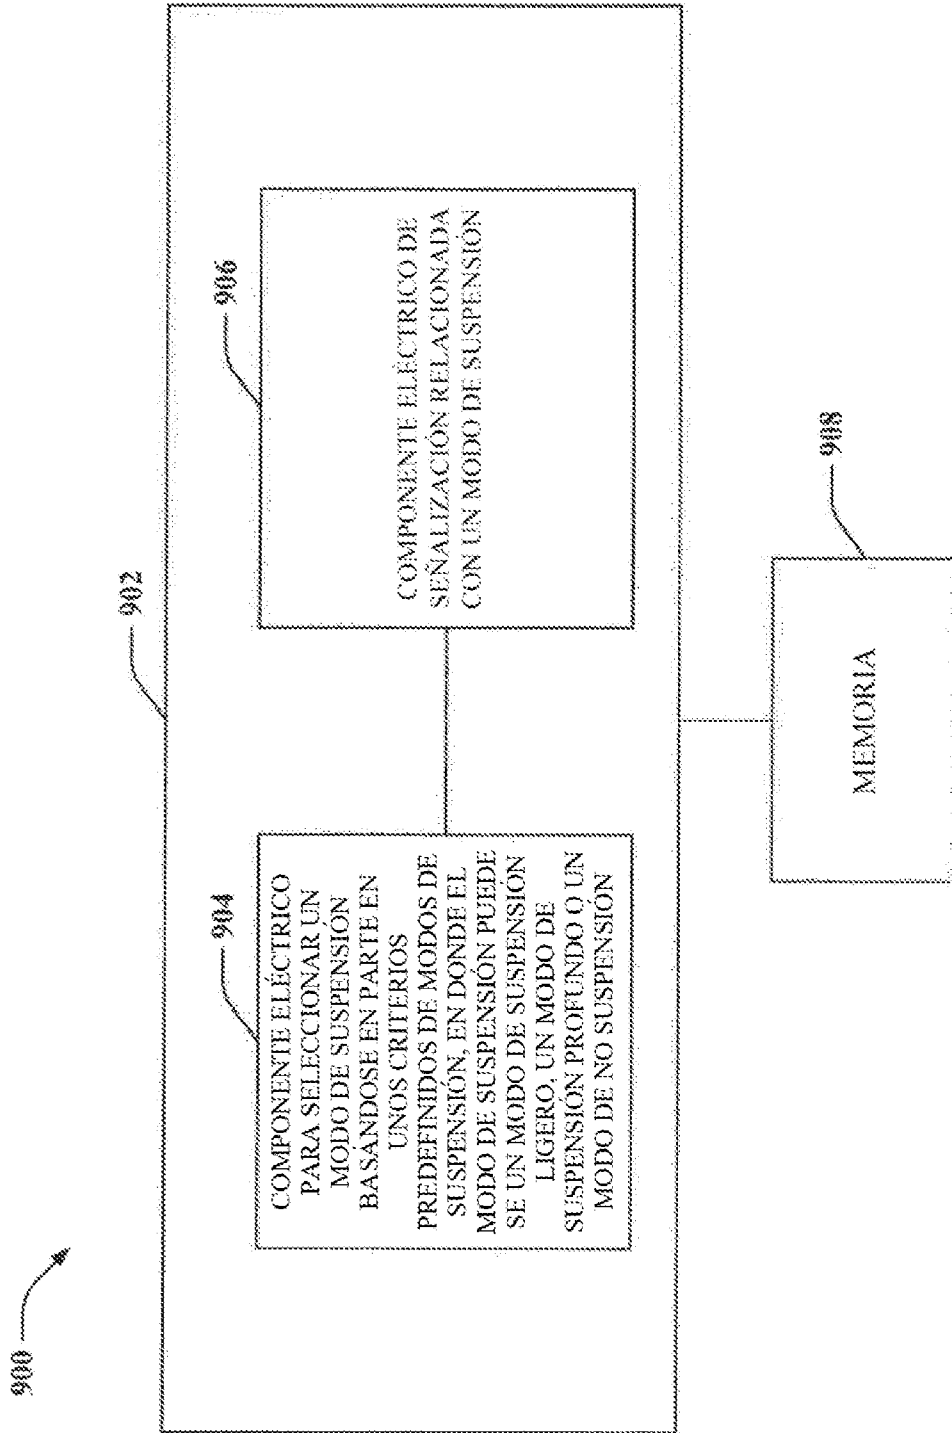 900
902
904
COMPONENTE ELÉCTRICO
PARA SELECCIONAR UN
MODO DE SUSPENSIÓN
BASÁNDOSE EN PARTE EN
UNOS CRITERIOS
PREDEFINIDOS DE MODOS DE
SUSPENSIÓN, EN DONDE EL
MODO DE SUSPENSIÓN PUEDE
SE UN MODO DE SUSPENSIÓN
LIGERO, UN MODO DE
SUSPENSIÓN PROFUNDO O UN
MODO DE NO SUSPENSIÓN
906
COMPONENTE ELÉCTRICO DE
SEÑALIZACIÓN RELACIONADA
CON UN MODO DE SUSPENSIÓN
908
MEMORIA